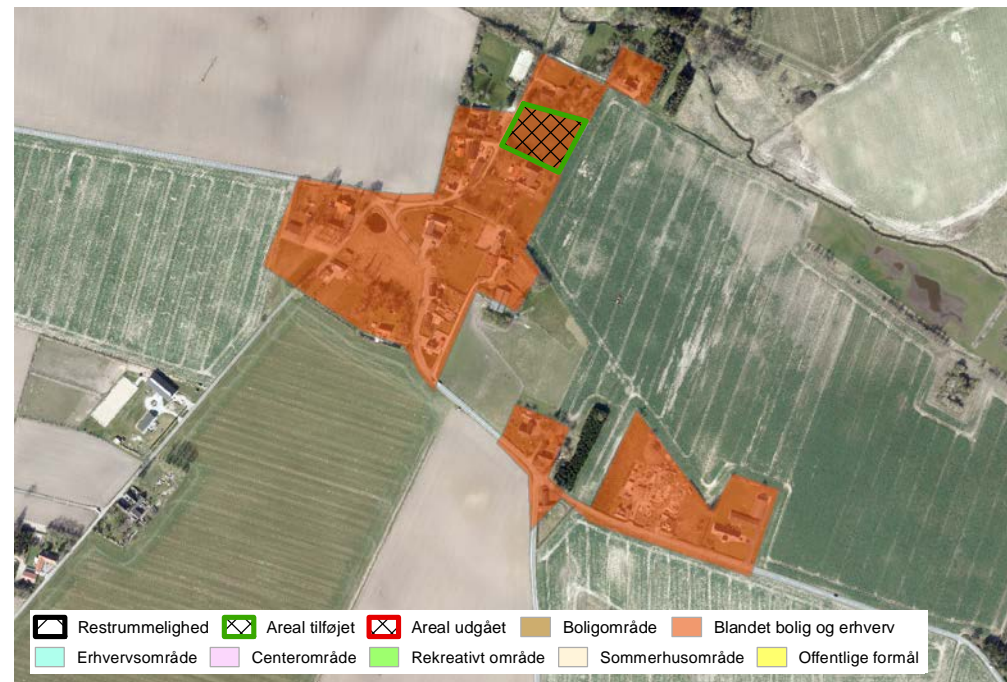 Restrummelighed Areal tilføjet Areal udgået Boligområde Blandet bolig og erhverv
Erhvervsområde Centerområde Rekreativt område Sommerhusområde Offentlige formål